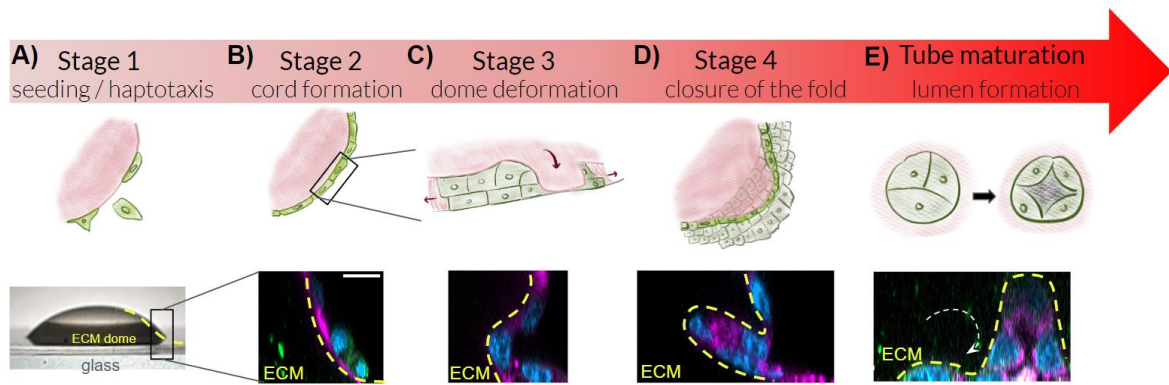 A) Stage 1
seeding / haptotaxis
B) Stage 2
cord formation
C) Stage 3
dome deformation
D) Stage 4
closure of the fold
E) Tube maturation
lumen formation
ECM dome
glass
ECM
ECM
ECM
ECM